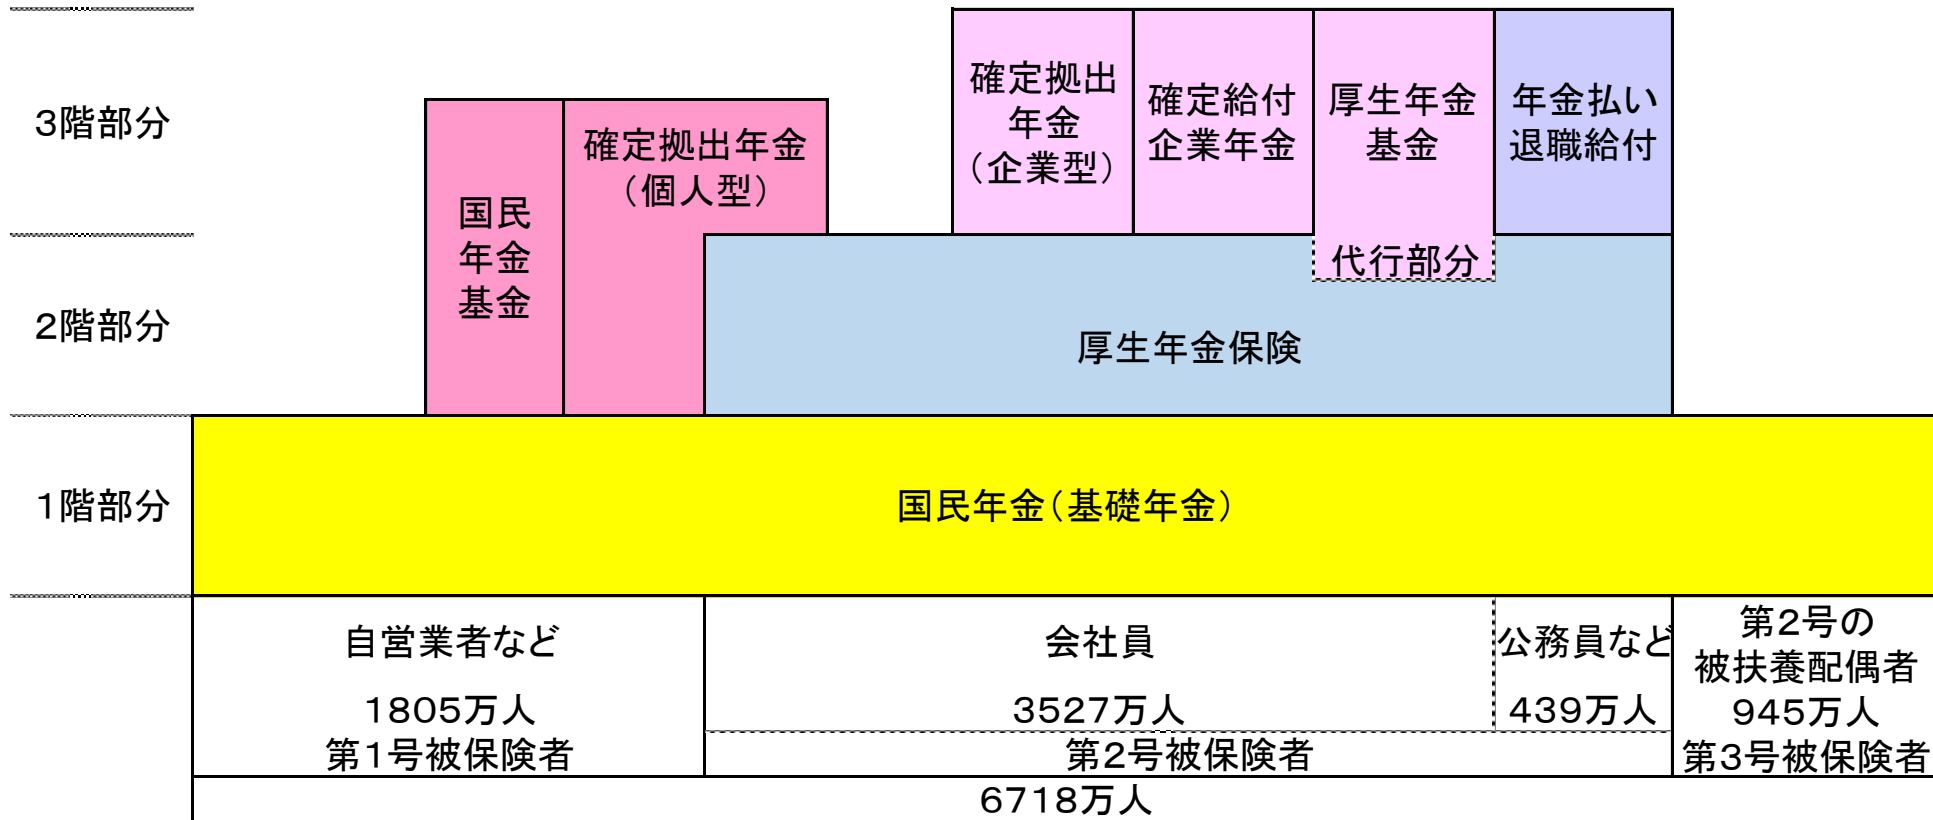 3階部分
確定拠出
年金
（企業型）
確定給付
企業年金
厚生年金
基金
年金払い
退職給付
確定拠出年金
（個人型）
国民
年金
基金
代行部分
2階部分
厚生年金保険
1階部分
国民年金（基礎年金）
自営業者など
1805万人
第1号被保険者
会社員
3527万人
公務員など
439万人
第2号被保険者
第2号の
被扶養配偶者
945万人
第3号被保険者
6718万人